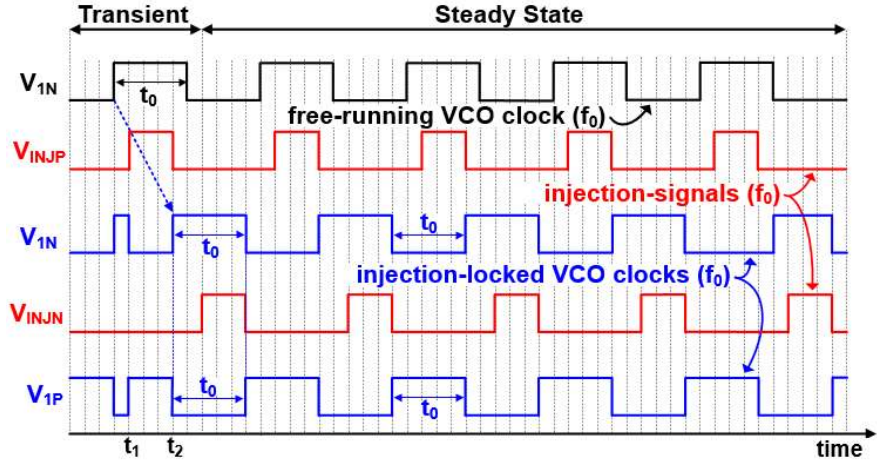 Transient
Steady State
V1N
t0
free-running VCO clock (f0)
VINJP
injection-signals (f0)
V1N
t0
t0
injection-locked VCO clocks (f0)
VINJN
V1P
t0
t0
t1
t2
time